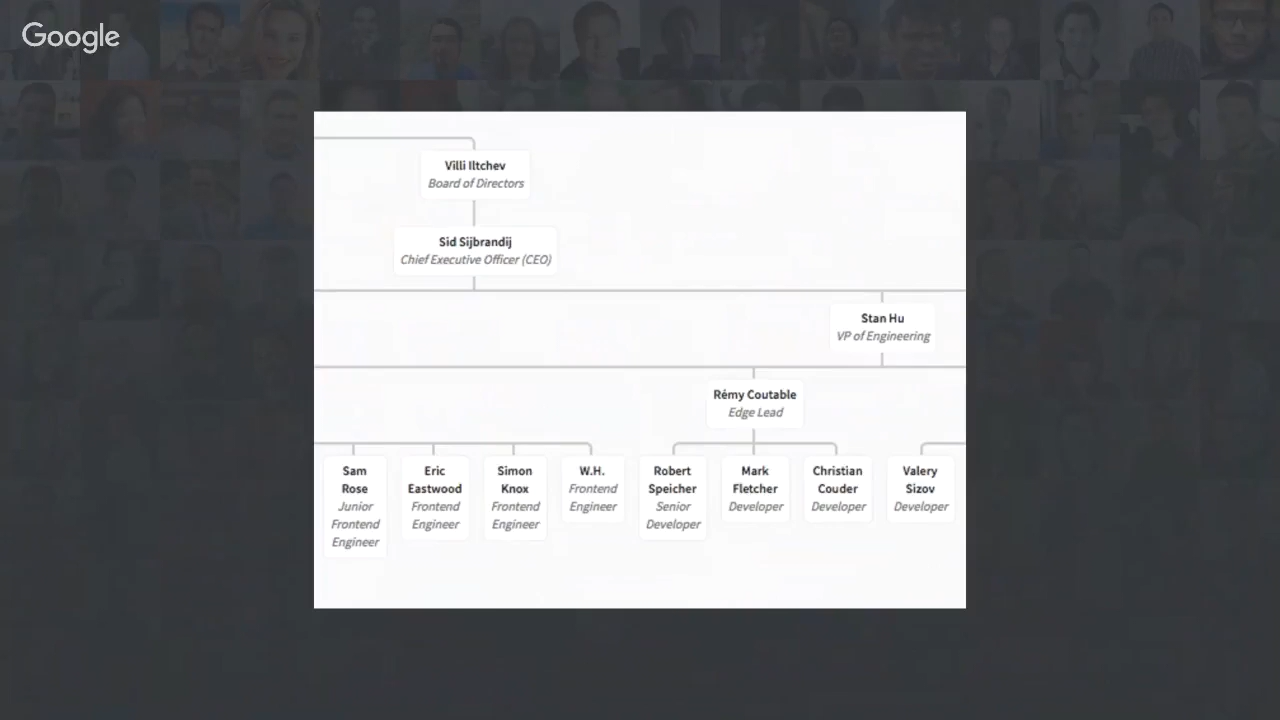 Google
Villi Iltchev
Board of Directors
Sid Sijbrandij
Chief Executive Officer (CEO)
Stan Hu
VP of Engineering
Rémy Coutable
Edge Lead
Sam
Rose
Junior
Frontend
Engineer
Eric
Eastwood
Frontend
Engineer
Simon
Knox
Frontend
Engineer
W.H.
Frontend
Engineer
Robert
Speicher
Senior
Developer
Mark
Fletcher
Developer
Christian
Couder
Developer
Valery
Sizov
Developer